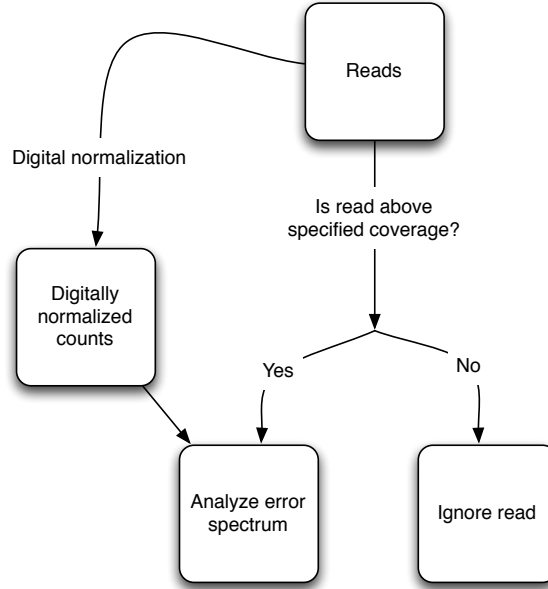 Reads
Digital normalization
Is read above
specified coverage?
Digitally
normalized
counts
Yes
No
Analyze error
spectrum
Ignore read